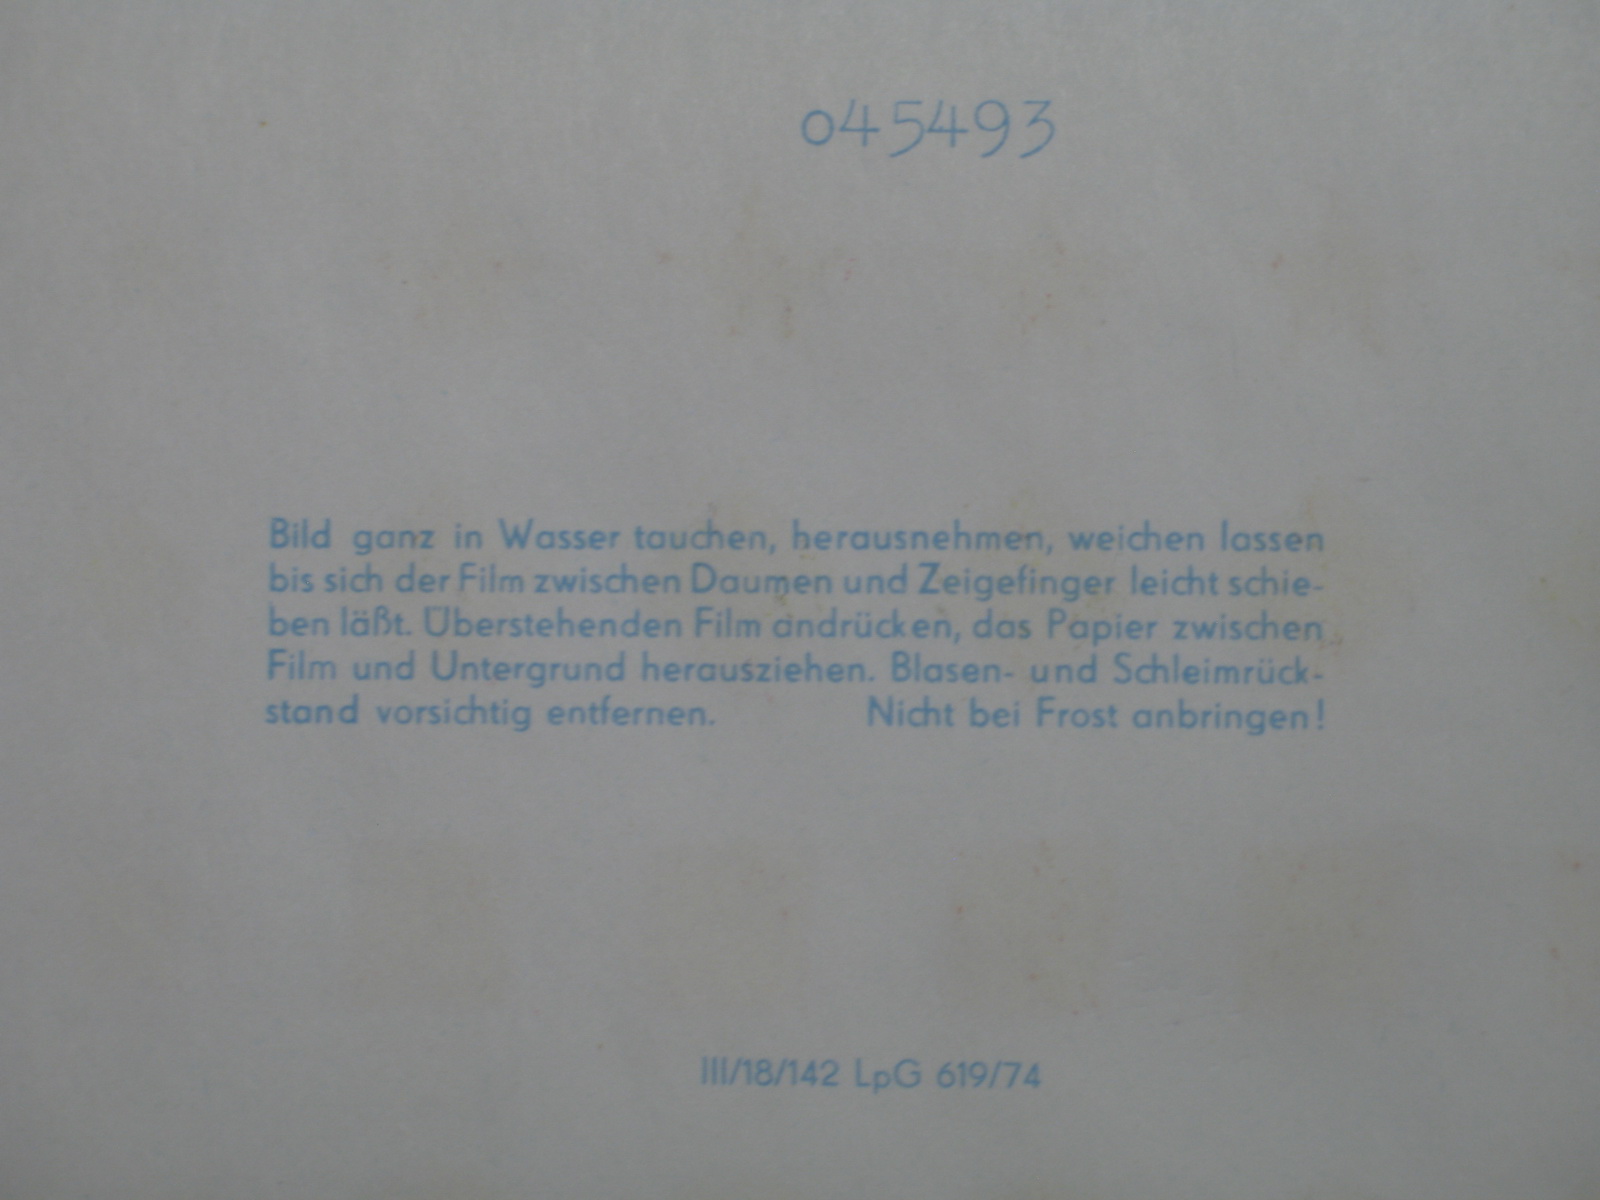 045493
Bild ganz in Wasser tauchen, herausnehmen, weichen lassen
bis sich der Film zwischen Daumen und Zeigefinger leicht schie-
ben läßt. Überstehenden Film andrücken, das Papier zwischen
Film und Untergrund herausziehen. Blasen- und Schleimrück-
stand vorsichtig entfernen. Nicht bei Frost anbringen!
III/18/142 LpG 619/74